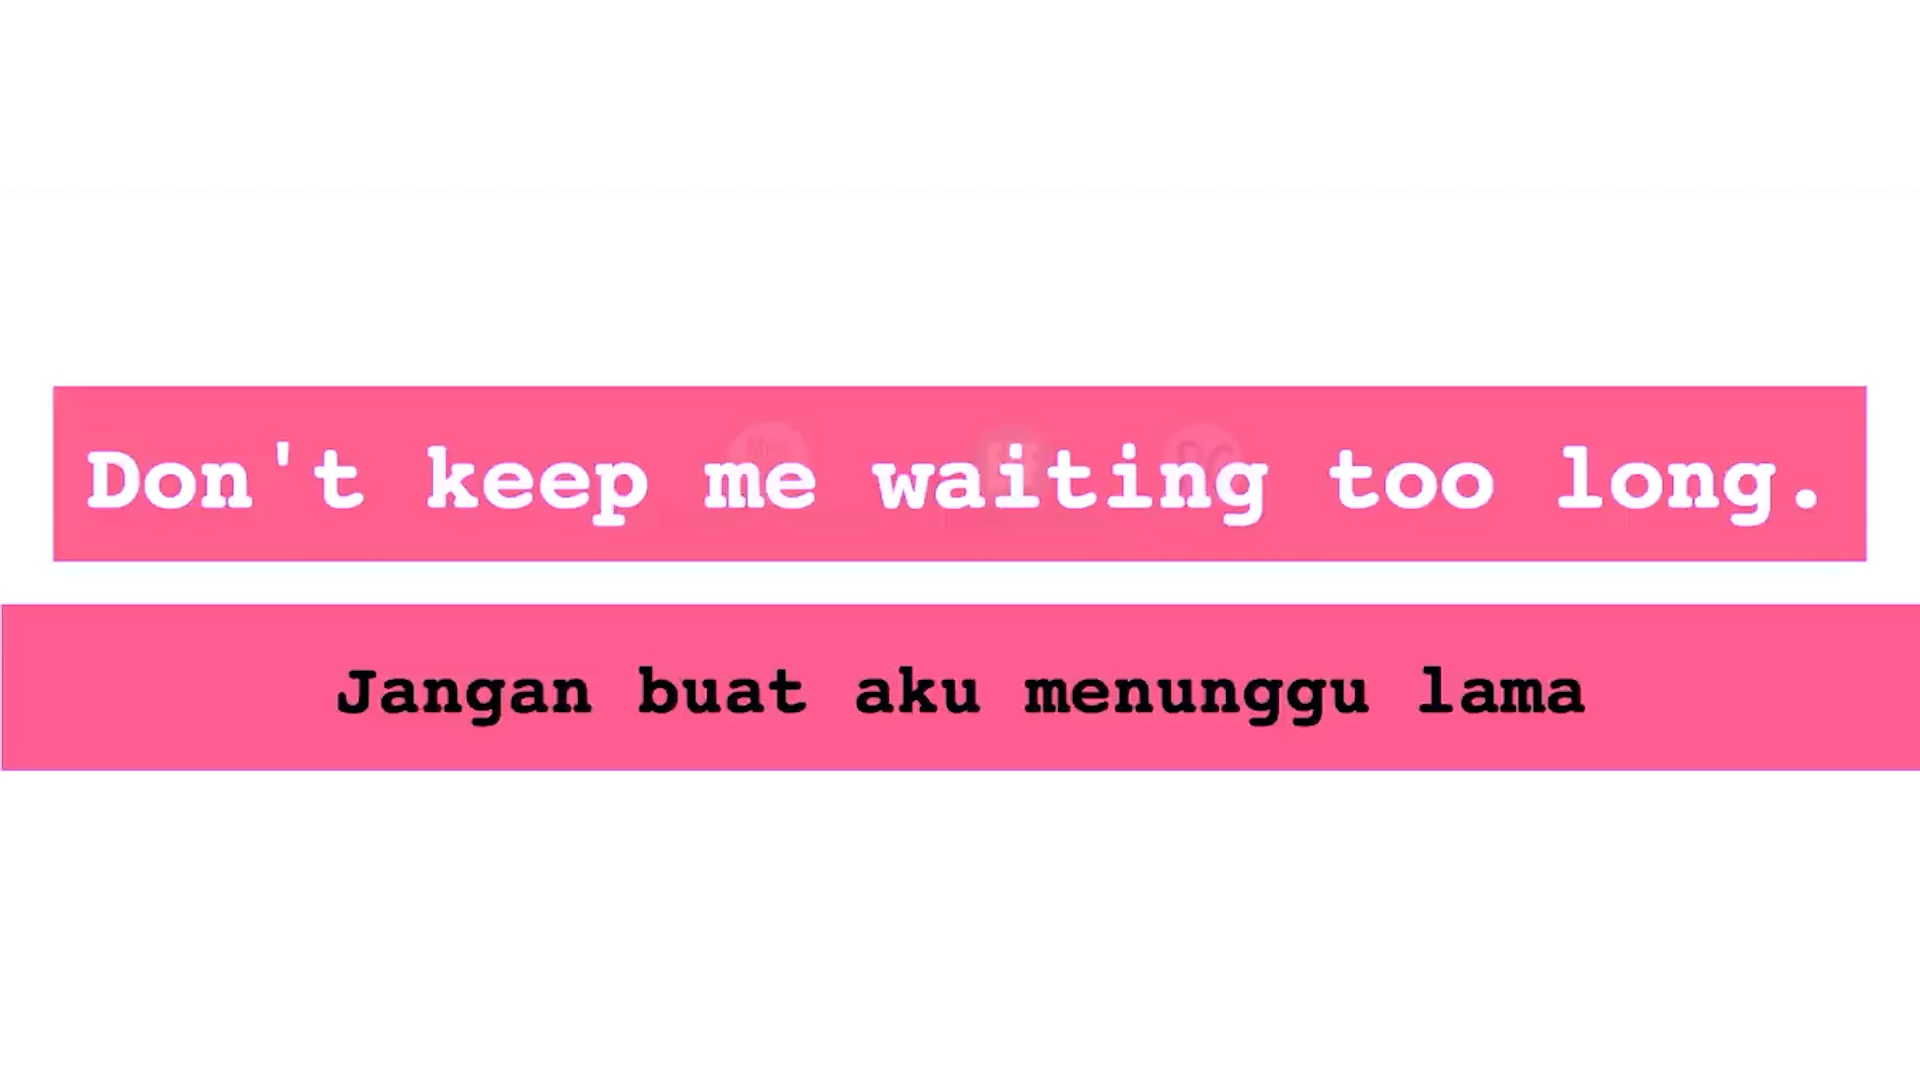 Don't keep me waiting too long.
Jangan buat aku menunggu lama